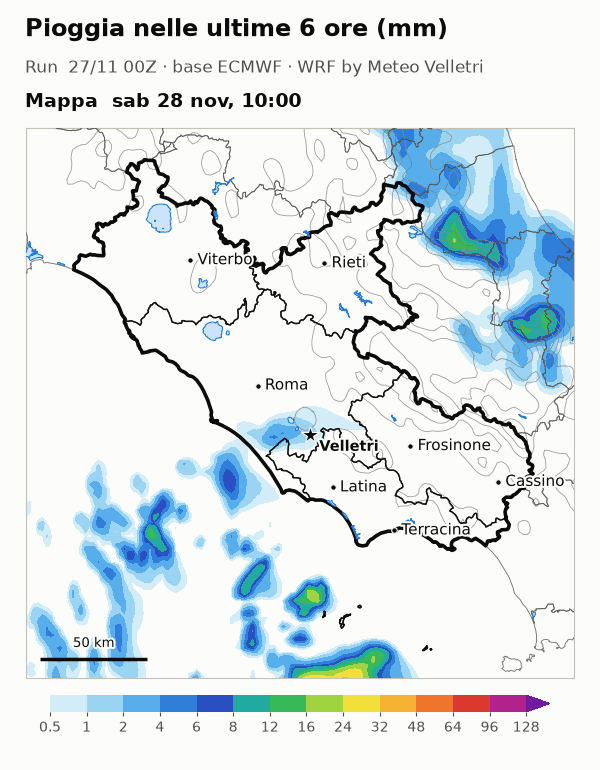 Pioggia nelle ultime 6 ore (mm)
Run  27/11 00Z · base ECMWF · WRF by Meteo Velletri
Mappa  sab 28 nov, 10:00
Viterbo
Rieti
Roma
Velletri
Frosinone
Latina
Cassino
Terracina
50 km
0.5 1 2 4 6 8 12 16 24 32 48 64 96 128